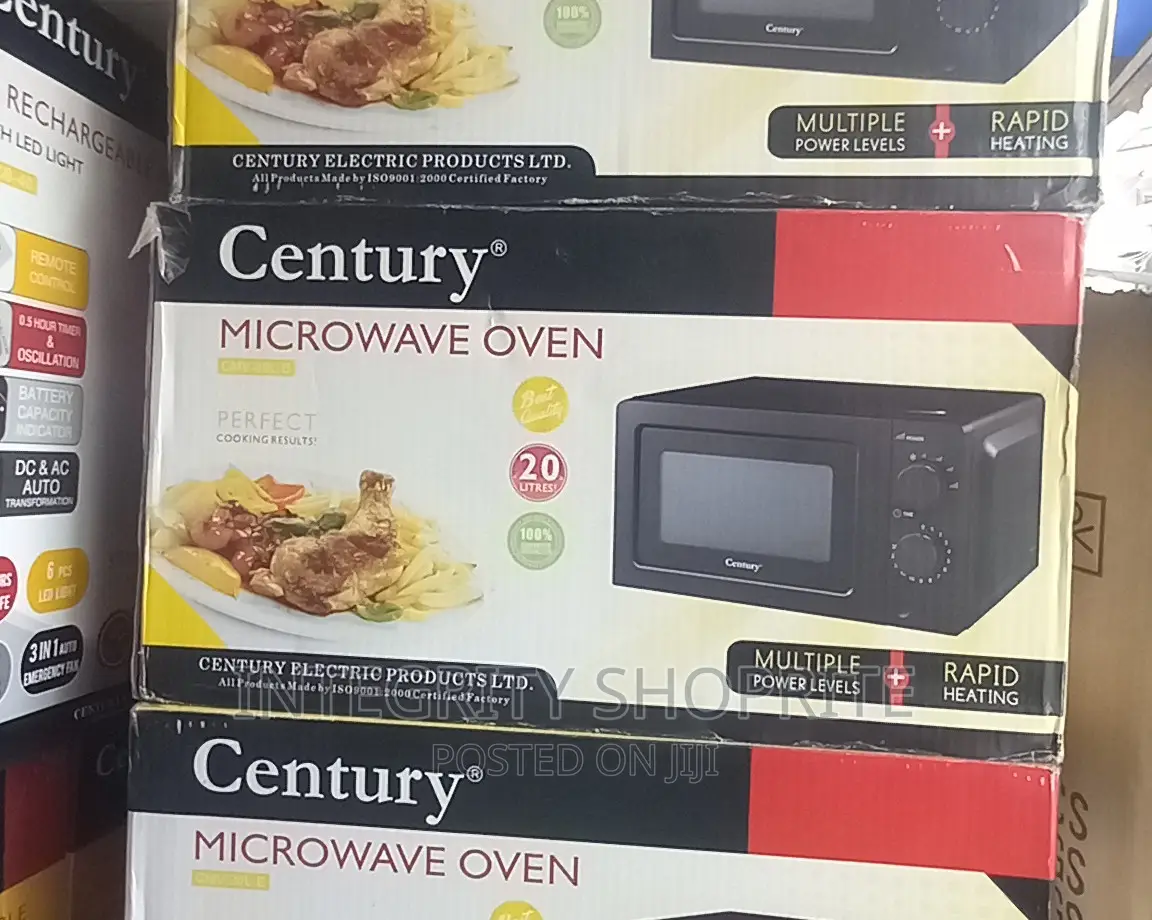 entury
RECHARGEABLE
H LED LIGHT
REMOTE
CONTROL
0.5 HOUR TIMER
&
OSCILLATION
BATTERY
CAPACITY
INDICATOR
DC & AC
AUTO
TRANSFORMATION
6 PCS
LED LIGHT
3 IN 1 AUTO
EMERGENCY FAN
100%
Century
MULTIPLE
POWER LEVELS
+
RAPID
HEATING
CENTURY ELECTRIC PRODUCTS LTD.
All Products Made by ISO9001:2000 Certified Factory
Century®
MICROWAVE OVEN
PERFECT
COOKING RESULTS!
Best
Quality
20
LITRES!
100%
POWER
TIME
Century
CENTURY ELECTRIC PRODUCTS LTD.
All Products Made by ISO9001:2000 Certified Factory
MULTIPLE
POWER LEVELS
+
RAPID
HEATING
INTEGRITY SHOPRITE
POSTED ON JIJI
Century®
MICROWAVE OVEN